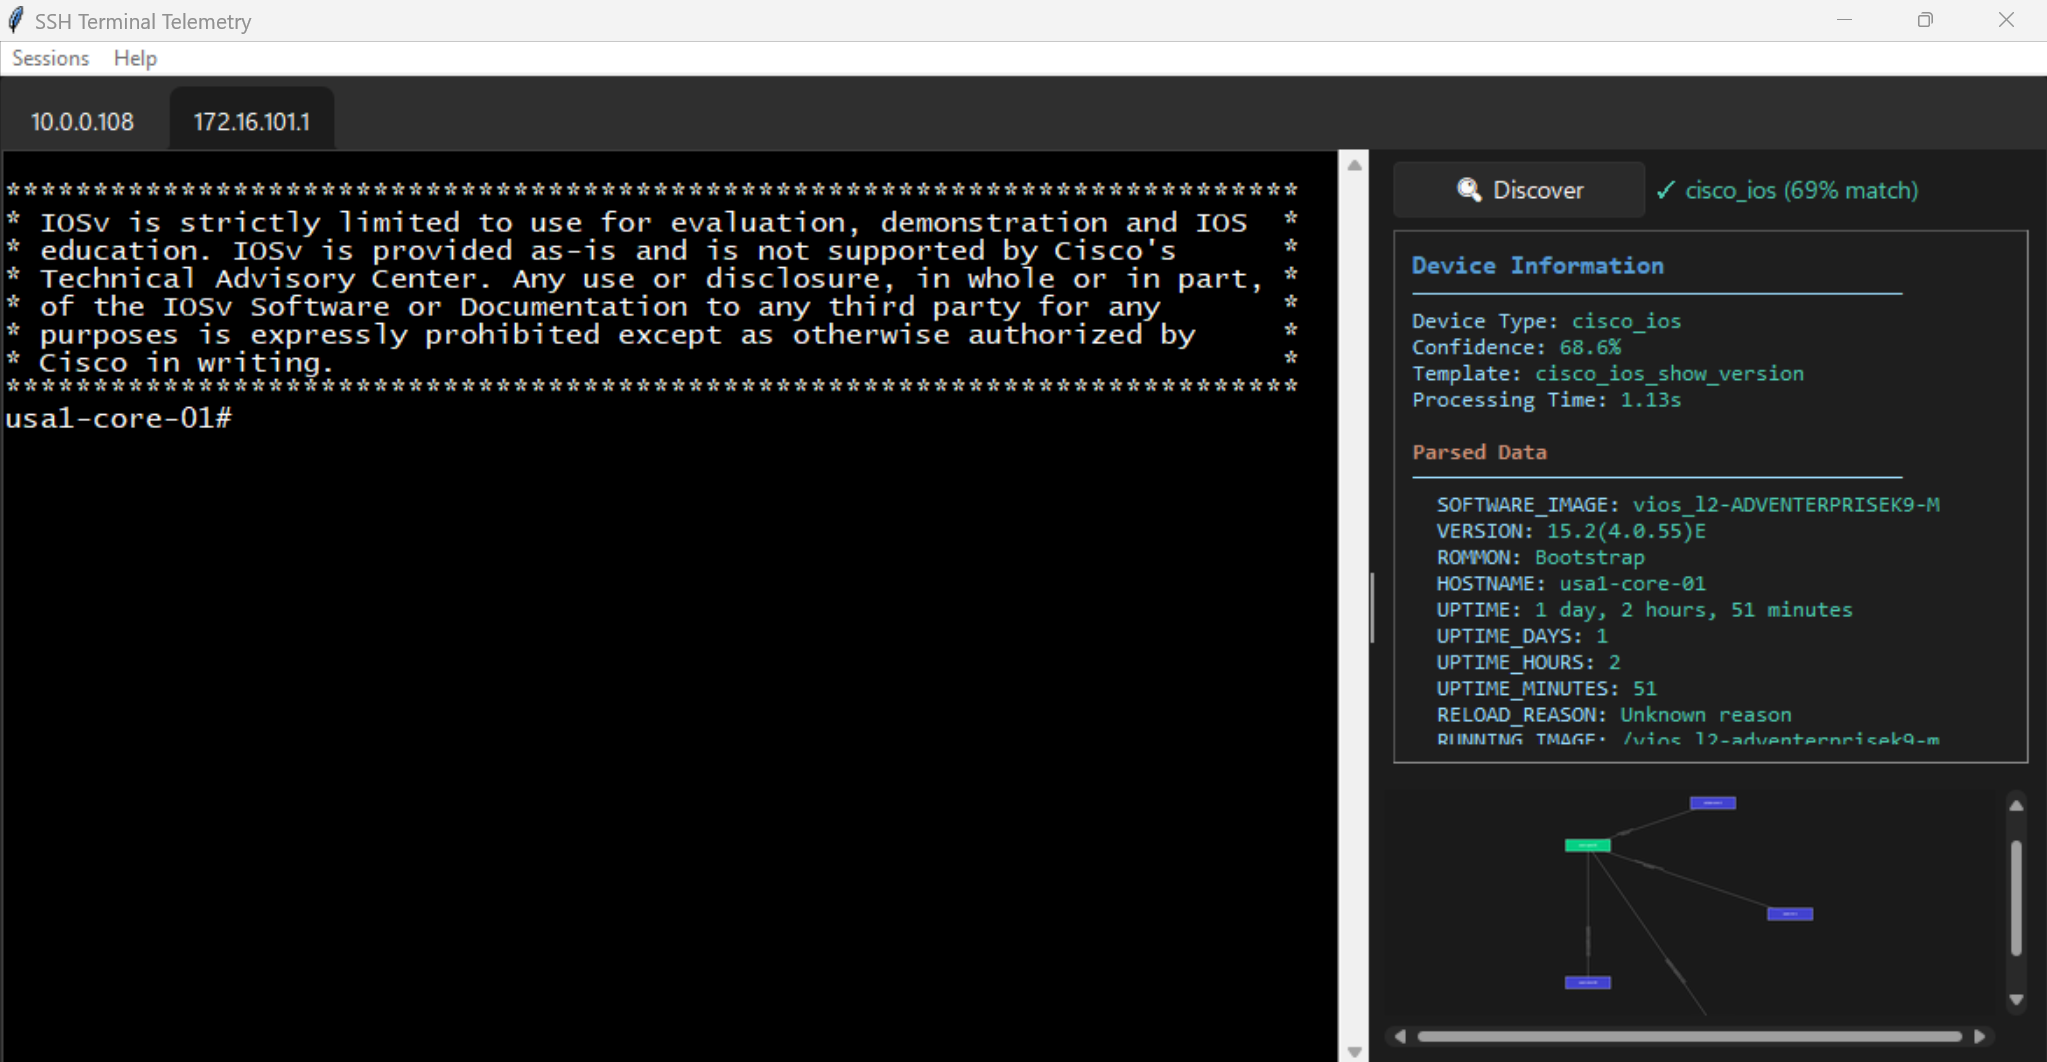 SSH Terminal Telemetry
Sessions Help
10.0.0.108 172.16.101.1
**************************************************************************
* IOSv is strictly limited to use for evaluation, demonstration and IOS *
* education. IOSv is provided as-is and is not supported by Cisco's *
* Technical Advisory Center. Any use or disclosure, in whole or in part, *
* of the IOSv Software or Documentation to any third party for any *
* purposes is expressly prohibited except as otherwise authorized by *
* Cisco in writing. *
**************************************************************************
usa1-core-01#
Discover ✓ cisco_ios (69% match)
Device Information
Device Type: cisco_ios
Confidence: 68.6%
Template: cisco_ios_show_version
Processing Time: 1.13s
Parsed Data
SOFTWARE_IMAGE: vios_l2-ADVENTERPRISEK9-M
VERSION: 15.2(4.0.55)E
ROMMON: Bootstrap
HOSTNAME: usa1-core-01
UPTIME: 1 day, 2 hours, 51 minutes
UPTIME_DAYS: 1
UPTIME_HOURS: 2
UPTIME_MINUTES: 51
RELOAD_REASON: Unknown reason
RUNNING_IMAGE: /vios_l2-adventerprisek9-m